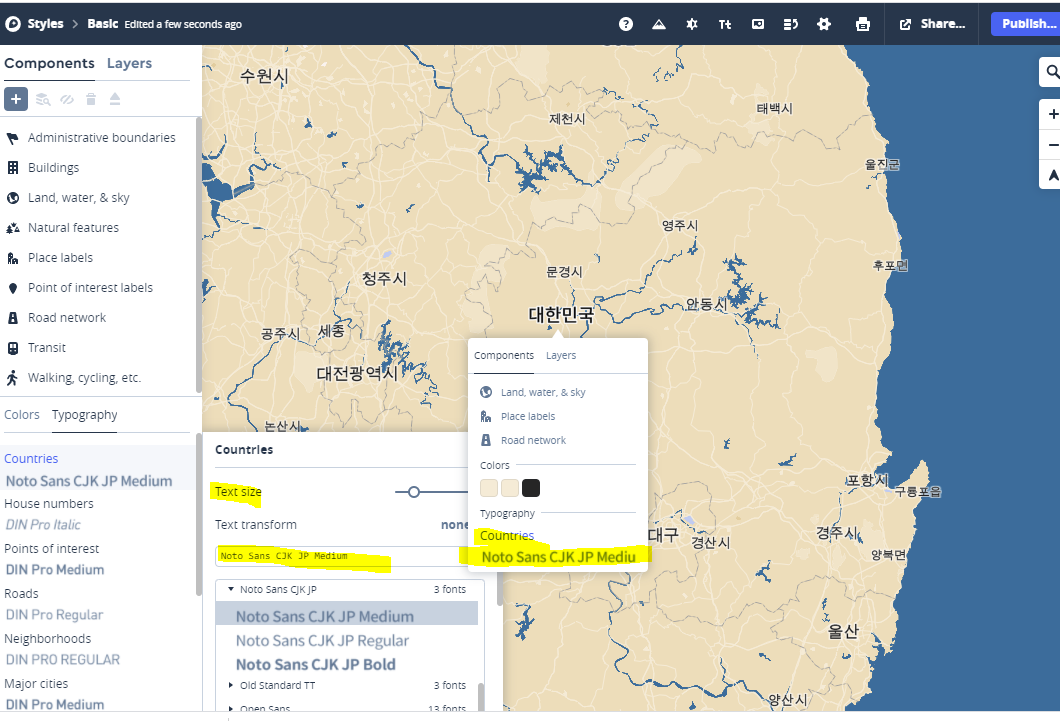 Styles > Basic Edited a few seconds ago
? Tt Share... Publish...
Components Layers
Administrative boundaries
Buildings
Land, water, & sky
Natural features
Place labels
Point of interest labels
Road network
Transit
Walking, cycling, etc.
Colors Typography
Countries
Noto Sans CJK JP Medium
House numbers
DIN Pro Italic
Points of interest
DIN Pro Medium
Roads
DIN Pro Regular
Neighborhoods
DIN PRO REGULAR
Major cities
DIN Pro Medium
수원시
제천시
태백시
울진군
영주시
후포면
청주시
문경시
안동시
대한민국
공주시
세종
대전광역시
논산시
Components Layers
Land, water, & sky
Place labels
Road network
Colors
Typography
Countries
Noto Sans CJK JP Mediu
Countries
Text size
Text transform none
Noto Sans CJK JP Medium
Noto Sans CJK JP 3 fonts
Noto Sans CJK JP Medium
Noto Sans CJK JP Regular
Noto Sans CJK JP Bold
Old Standard TT 3 fonts
Open Sans 13 fonts
포항시
구룡포읍
대구
경산시
경주시
양북면
울산
양산시